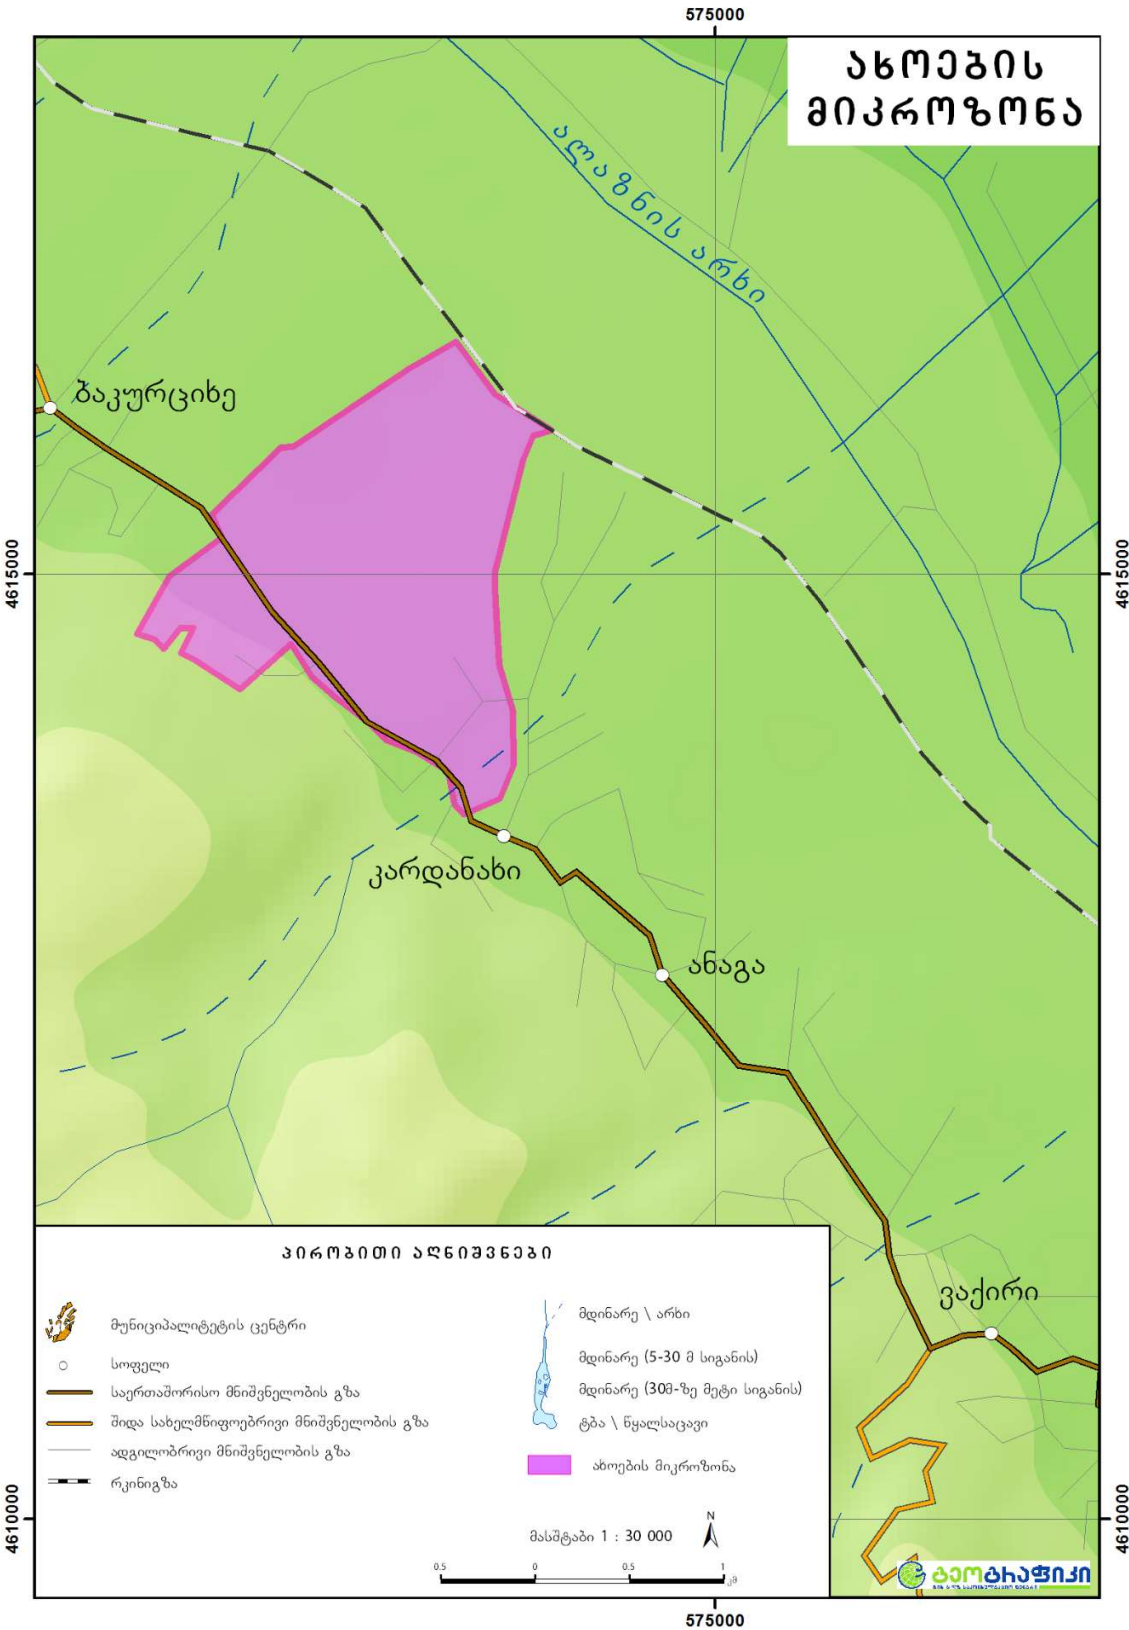 575000
ახოების
მიკროზონა
ალაზნის არხი
ბაკურციხე
4615000
4615000
კარდანახი
ანაგა
ვაქირი
პირობითი აღნიშვნები
მუნიციპალიტეტის ცენტრი
სოფელი
საერთაშორისო მნიშვნელობის გზა
შიდა სახელმწიფოებრივი მნიშვნელობის გზა
ადგილობრივი მნიშვნელობის გზა
რკინიგზა
მდინარე \ არხი
მდინარე (5-30 მ სიგანის)
მდინარე (30მ-ზე მეტი სიგანის)
ტბა \ წყალსაცავი
ახოების მიკროზონა
მასშტაბი 1 : 30 000
N
0.5 0 0.5 1
კმ
4610000
4610000
გეოგრაფიკი
575000